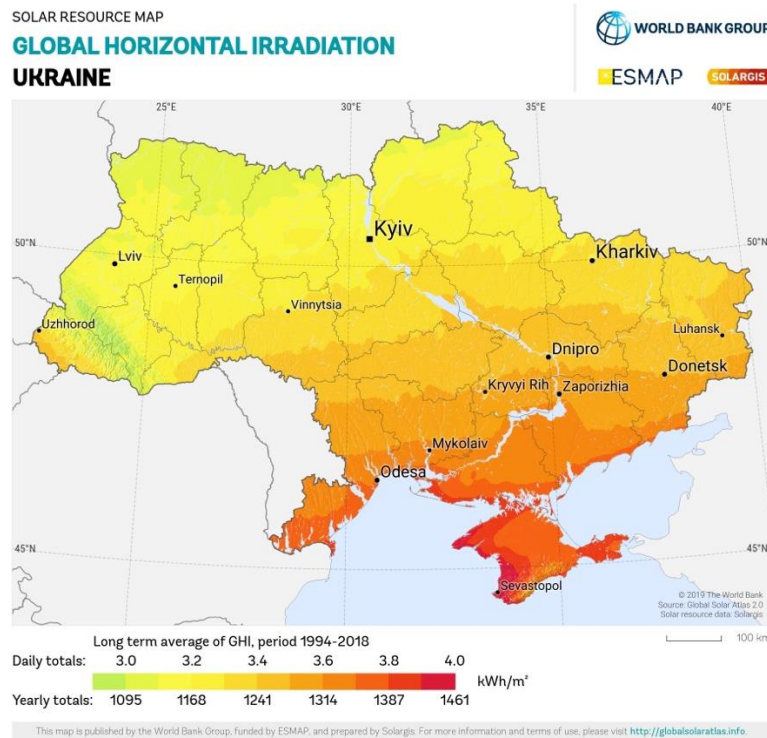 SOLAR RESOURCE MAP
GLOBAL HORIZONTAL IRRADIATION
UKRAINE
WORLD BANK GROUP
ESMAP
SOLARGIS
25°E
30°E
35°E
40°E
50°N
50°N
Kyiv
Lviv
Kharkiv
Ternopil
Vinnytsia
Uzhhorod
Luhansk
Dnipro
Donetsk
Kryvyi Rih
Zaporizhia
Mykolaiv
Odesa
45°N
45°N
Sevastopol
© 2019 The World Bank
Source: Global Solar Atlas 2.0
Solar resource data: Solargis
100 km
Long term average of GHI, period 1994-2018
Daily totals: 3.0 3.2 3.4 3.6 3.8 4.0
kWh/m²
Yearly totals: 1095 1168 1241 1314 1387 1461
This map is published by the World Bank Group, funded by ESMAP, and prepared by Solargis. For more information and terms of use, please visit http://globalsolaratlas.info.